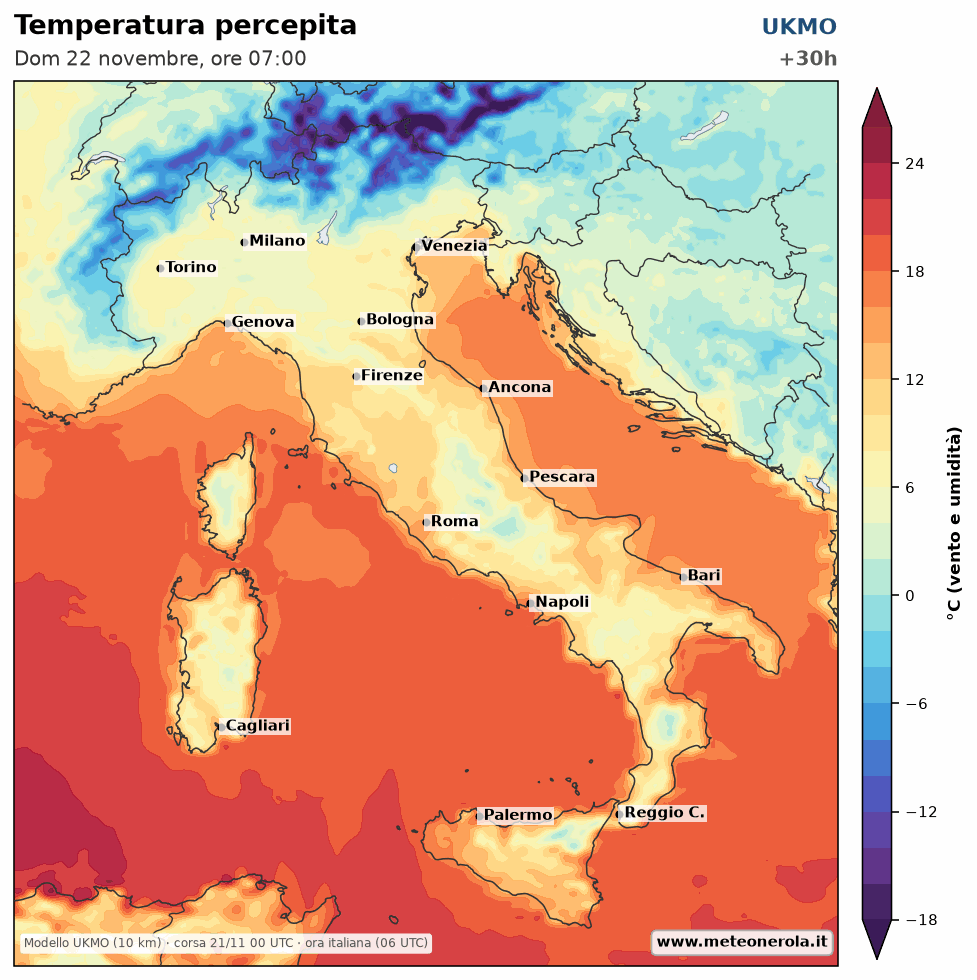 Temperatura percepita
UKMO
Dom 22 novembre, ore 07:00
+30h
Milano
Venezia
Torino
Genova
Bologna
Firenze
Ancona
Pescara
Roma
Bari
Napoli
Cagliari
Palermo
Reggio C.
24
18
12
6
0
−6
−12
−18
°C (vento e umidità)
Modello UKMO (10 km) · corsa 21/11 00 UTC · ora italiana (06 UTC)
www.meteonerola.it